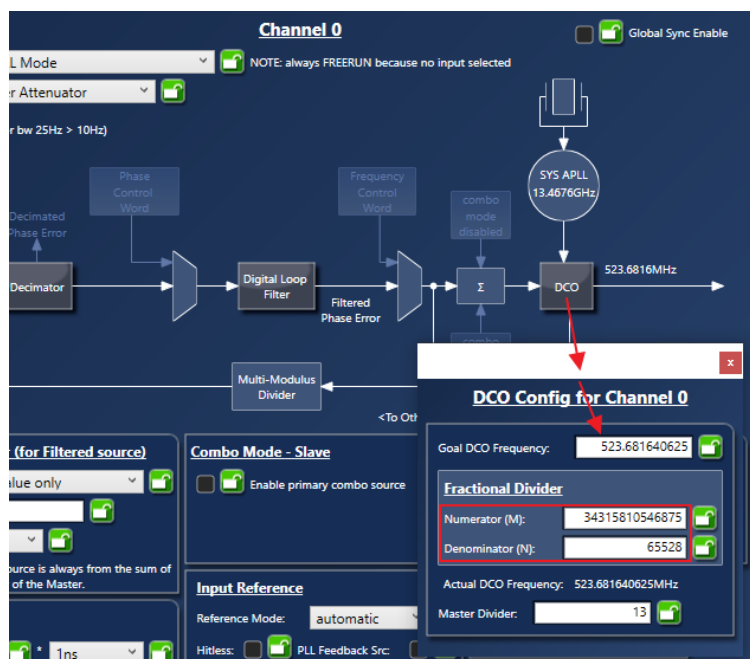 Channel 0
Global Sync Enable
L Mode
NOTE: always FREERUN because no input selected
r Attenuator
r bw 25Hz > 10Hz)
SYS APLL
13.4676GHz
Phase
Control
Word
Frequency
Control
Word
combo
mode
disabled
Decimated
Phase Error
Decimator
Digital Loop
Filter
Filtered
Phase Error
Σ
DCO
523.6816MHz
combo
Multi-Modulus
Divider
<To Oth
x
DCO Config for Channel 0
Goal DCO Frequency: 523.681640625
Fractional Divider
Numerator (M): 34315810546875
Denominator (N): 65528
Actual DCO Frequency: 523.681640625MHz
Master Divider: 13
(for Filtered source)
alue only
ource is always from the sum of
of the Master.
Combo Mode - Slave
Enable primary combo source
Input Reference
Reference Mode: automatic
Hitless: PLL Feedback Src:
* 1ns